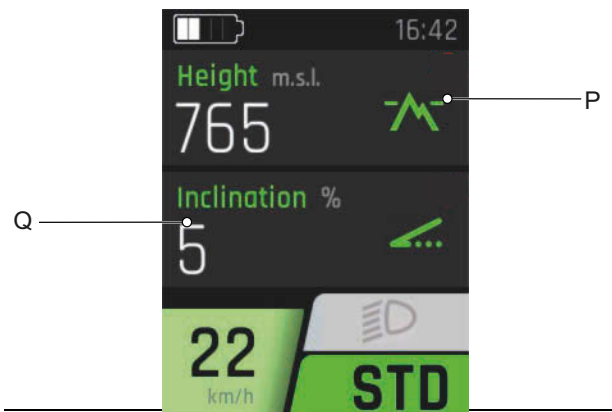 16:42
Height m.s.l.
765
P
Inclination %
Q
5
22
km/h
STD